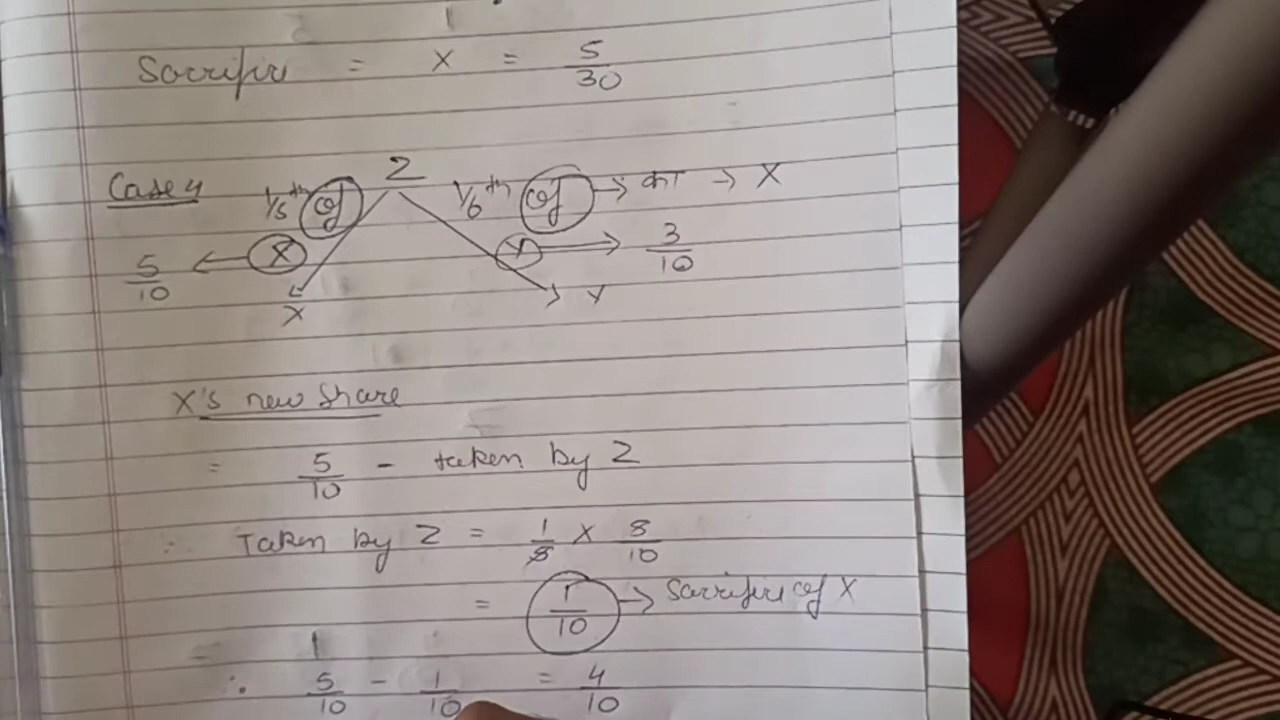 Sacrifice = X = 5/30
Case 4 Z
1/5th of 1/6th of → X
5/10 ← X Y → 3/10
X Y
X's new share
= 5/10 - taken by Z
∴ Taken by Z = 1/5 X 8/10
= 1/10 → Sacrifice of X
∴ 5/10 - 1/10 = 4/10